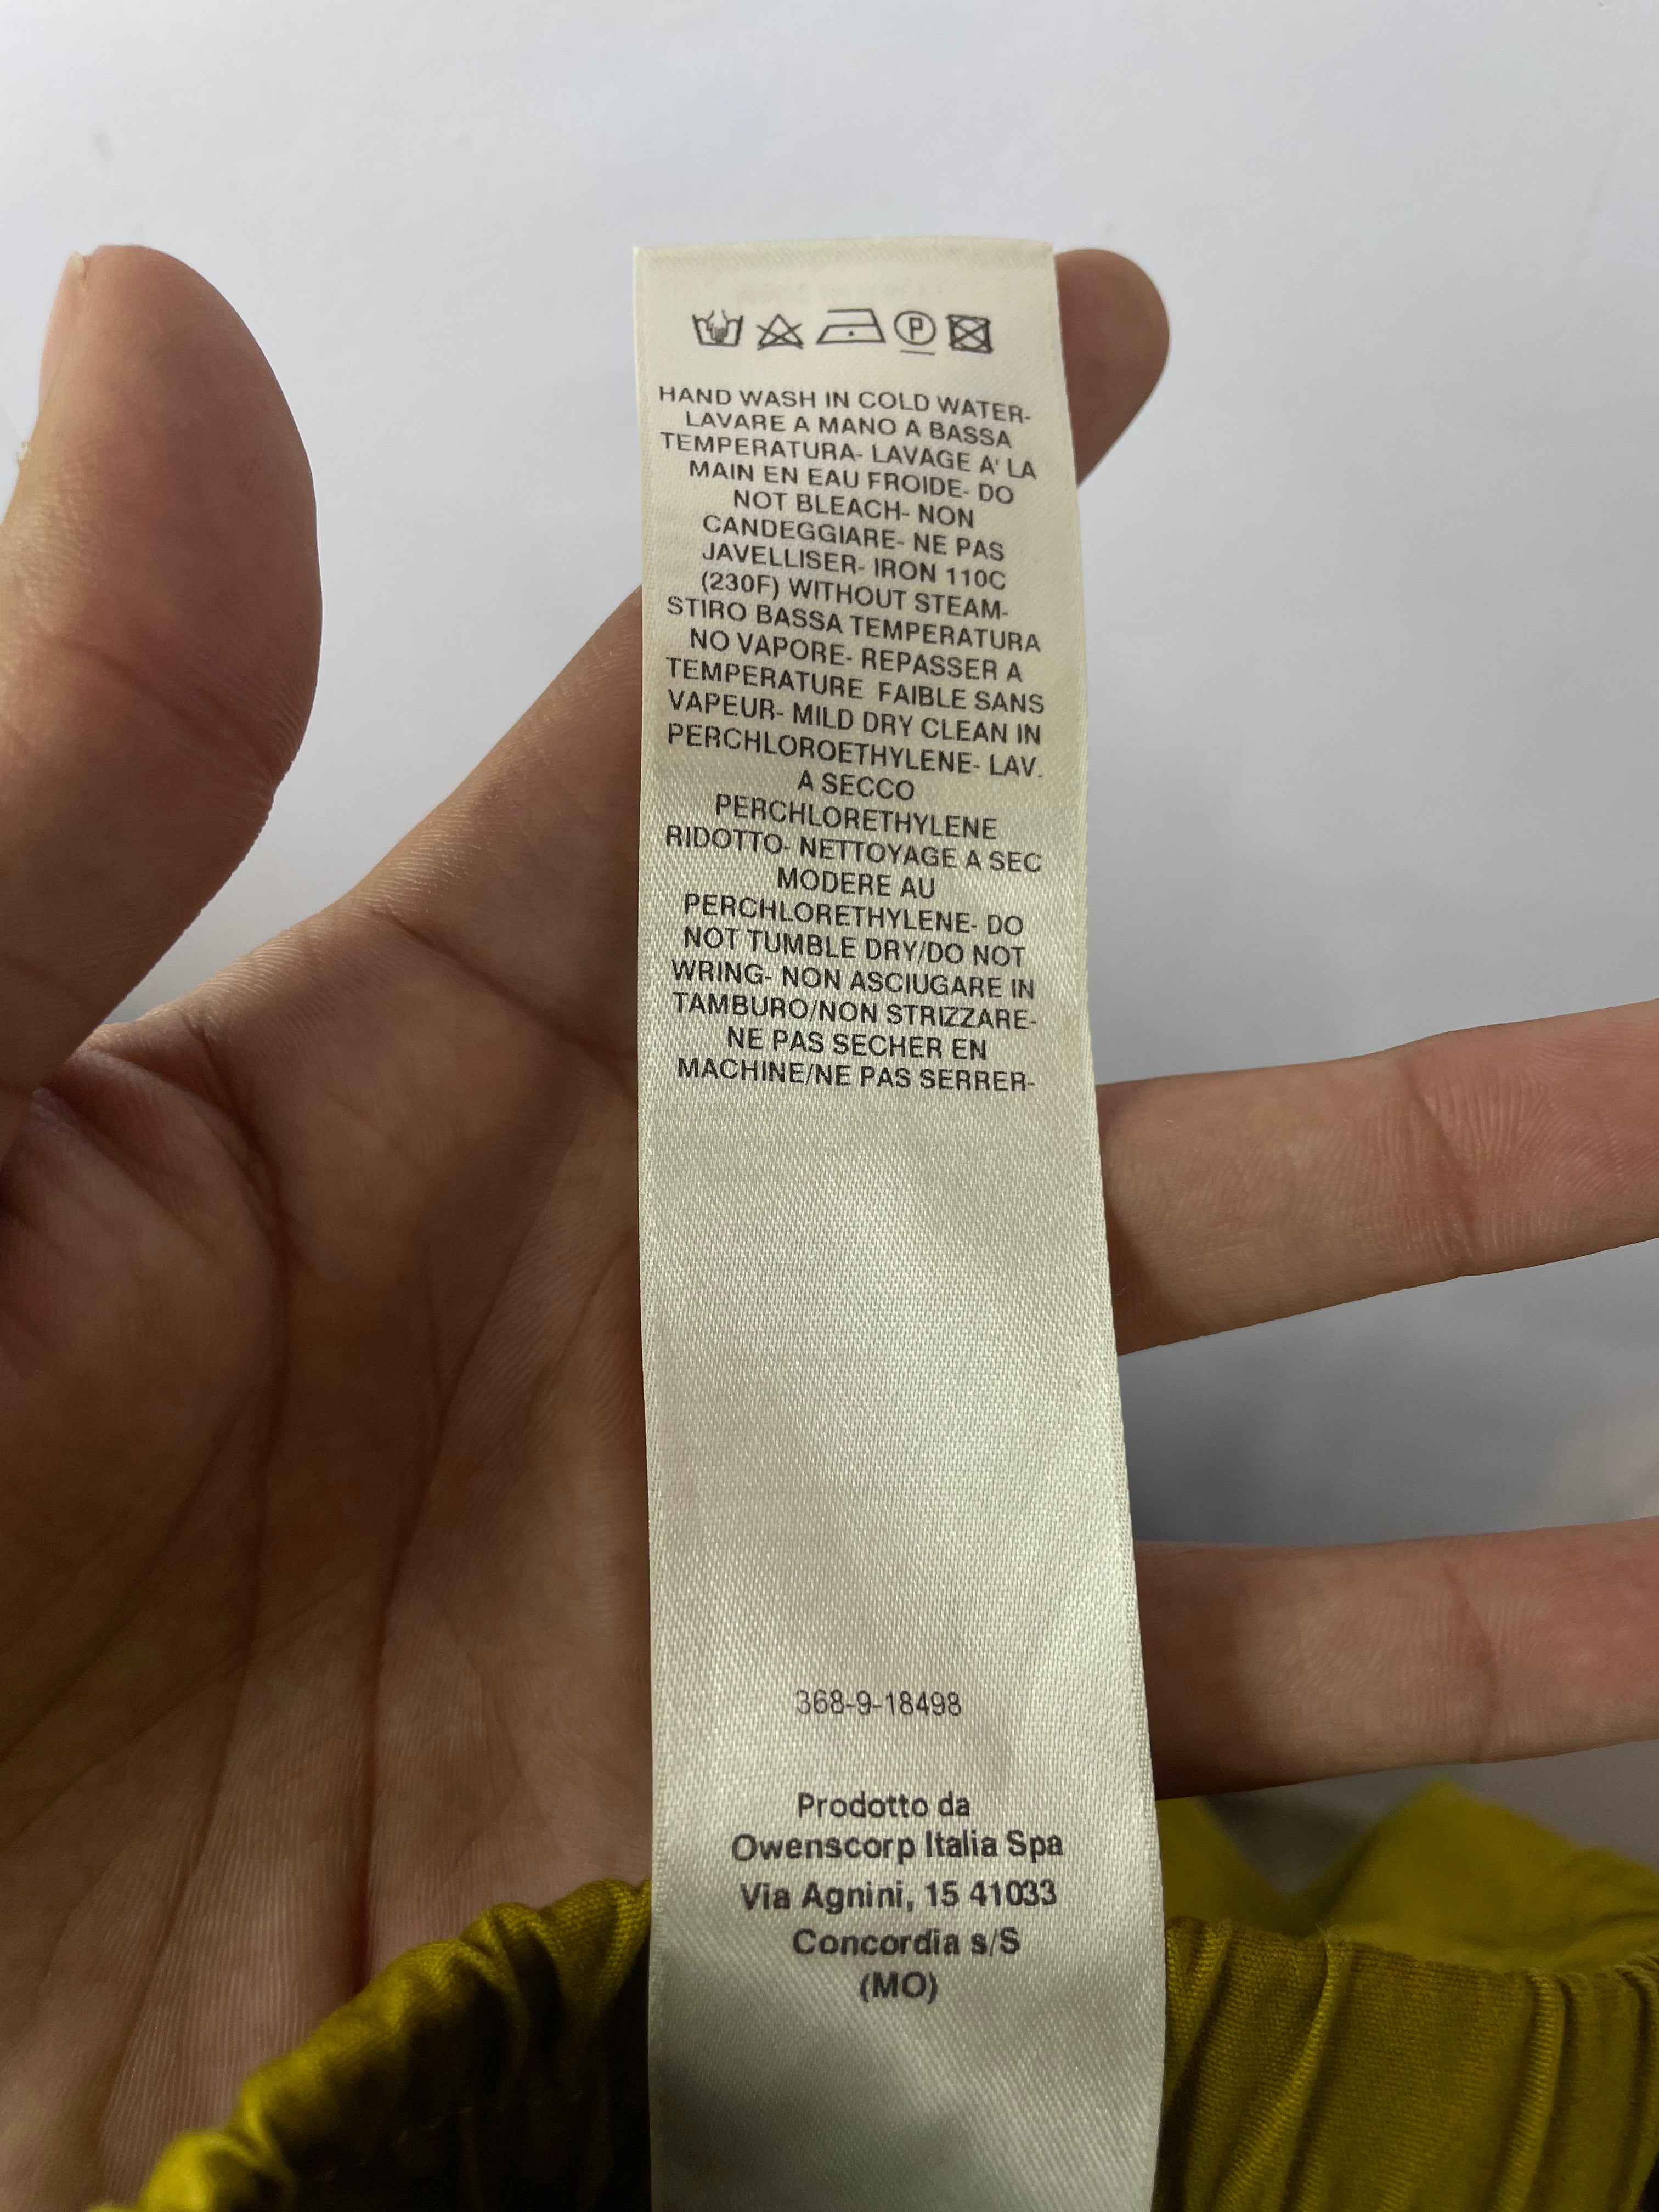 P
HAND WASH IN COLD WATER-
LAVARE A MANO A BASSA
TEMPERATURA- LAVAGE A' LA
MAIN EN EAU FROIDE- DO
NOT BLEACH- NON
CANDEGGIARE- NE PAS
JAVELLISER- IRON 110C
(230F) WITHOUT STEAM-
STIRO BASSA TEMPERATURA
NO VAPORE- REPASSER A
TEMPERATURE FAIBLE SANS
VAPEUR- MILD DRY CLEAN IN
PERCHLOROETHYLENE- LAV.
A SECCO
PERCHLORETHYLENE
RIDOTTO- NETTOYAGE A SEC
MODERE AU
PERCHLORETHYLENE- DO
NOT TUMBLE DRY/DO NOT
WRING- NON ASCIUGARE IN
TAMBURO/NON STRIZZARE-
NE PAS SECHER EN
MACHINE/NE PAS SERRER-
368-9-18498
Prodotto da
Owenscorp Italia Spa
Via Agnini, 15 41033
Concordia s/S
(MO)